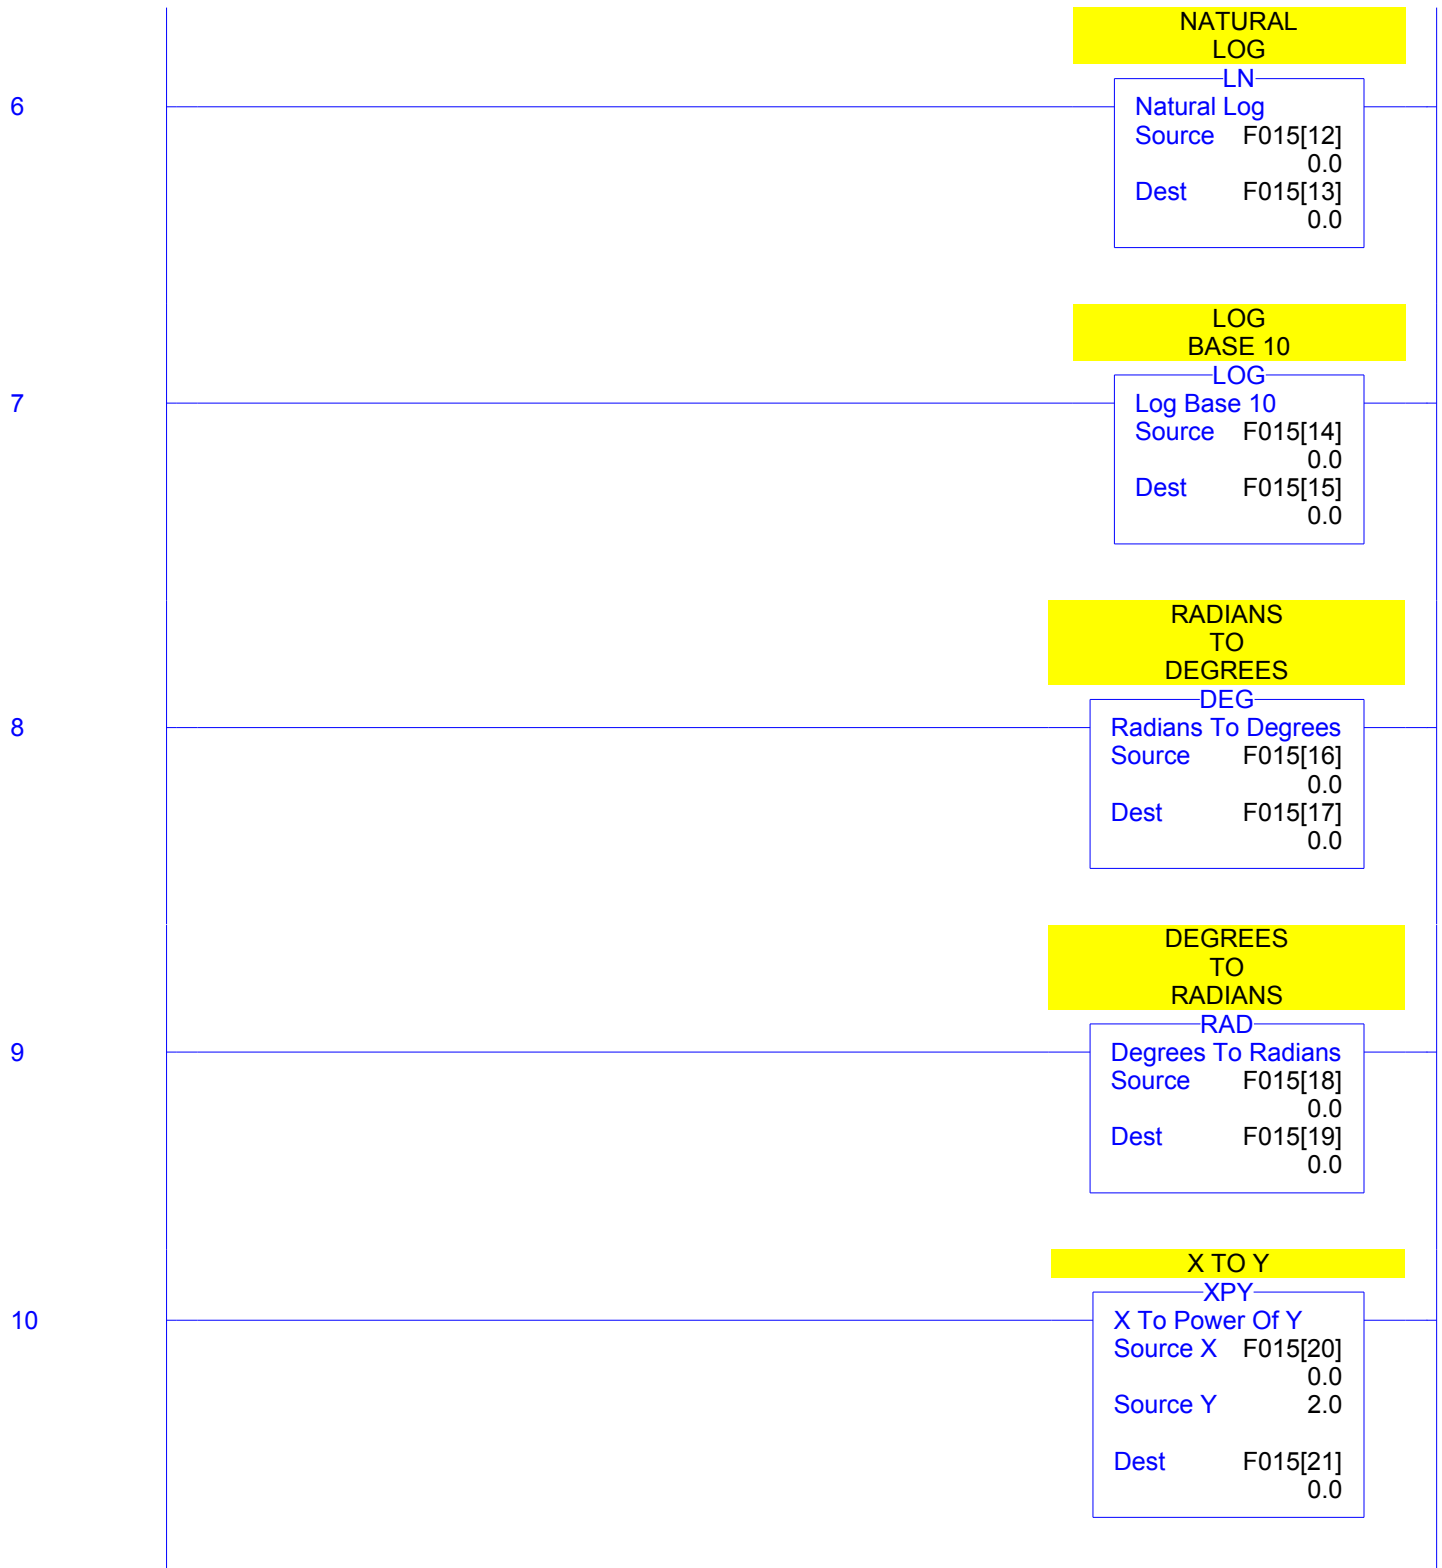 NATURAL
LOG
LN
6
Natural Log
Source F015[12]
0.0
Dest F015[13]
0.0
LOG
BASE 10
LOG
7
Log Base 10
Source F015[14]
0.0
Dest F015[15]
0.0
RADIANS
TO
DEGREES
DEG
8
Radians To Degrees
Source F015[16]
0.0
Dest F015[17]
0.0
DEGREES
TO
RADIANS
RAD
9
Degrees To Radians
Source F015[18]
0.0
Dest F015[19]
0.0
X TO Y
XPY
10
X To Power Of Y
Source X F015[20]
0.0
Source Y 2.0
Dest F015[21]
0.0